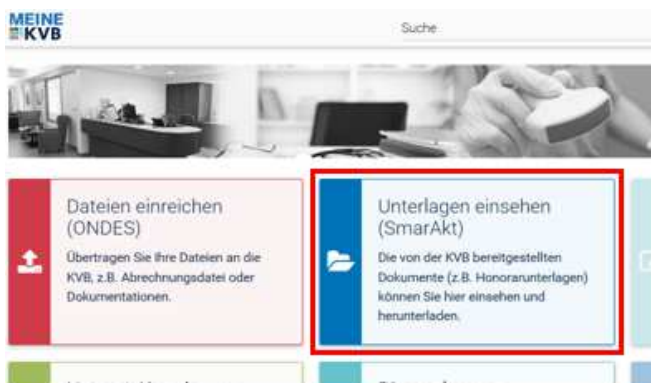 MEINE
KVB
Suche
Dateien einreichen
(ONDES)
Übertragen Sie Ihre Dateien an die
KVB, z.B. Abrechnungsdatei oder
Dokumentationen.
Unterlagen einsehen
(SmarAkt)
Die von der KVB bereitgestellten
Dokumente (z.B. Honorarunterlagen)
können Sie hier einsehen und
herunterladen.